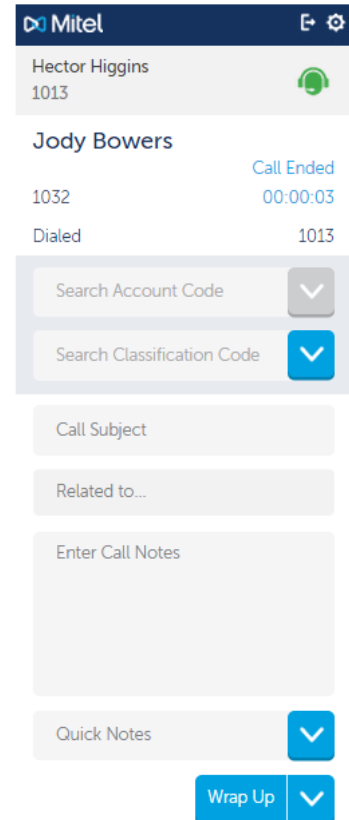 Mitel
Hector Higgins
1013
Jody Bowers
Call Ended
1032 00:00:03
Dialed 1013
Search Account Code
Search Classification Code
Call Subject
Related to...
Enter Call Notes
Quick Notes
Wrap Up